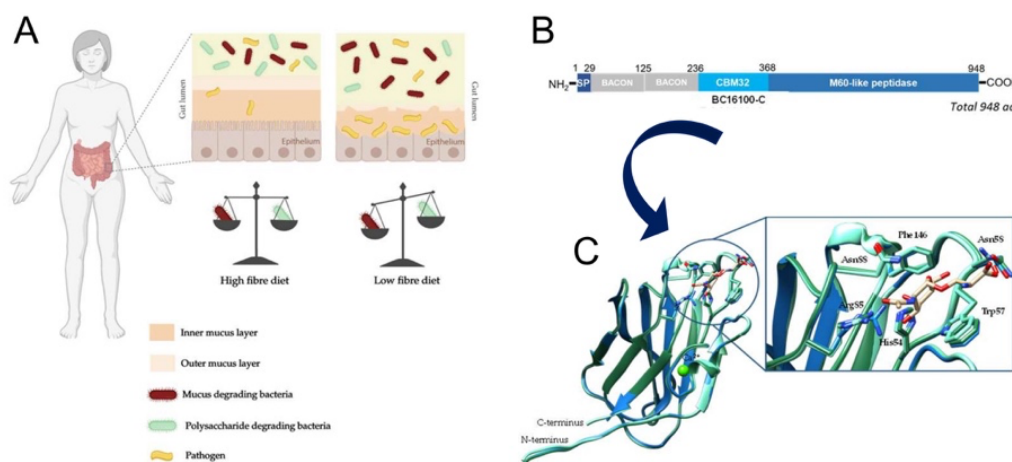 A
Gut lumen
Epithelium
Gut lumen
Epithelium
High fibre diet
Low fibre diet
Inner mucus layer
Outer mucus layer
Mucus degrading bacteria
Polysaccharide degrading bacteria
Pathogen
B
1 29 125 236 368 948
NH₂ SP BACON BACON CBM32 M60-like peptidase COO
BC16100-C
Total 948 aa
C
C-terminus
N-terminus
Phe146
Asn58
Asn88
Arg85
His54
Trp57